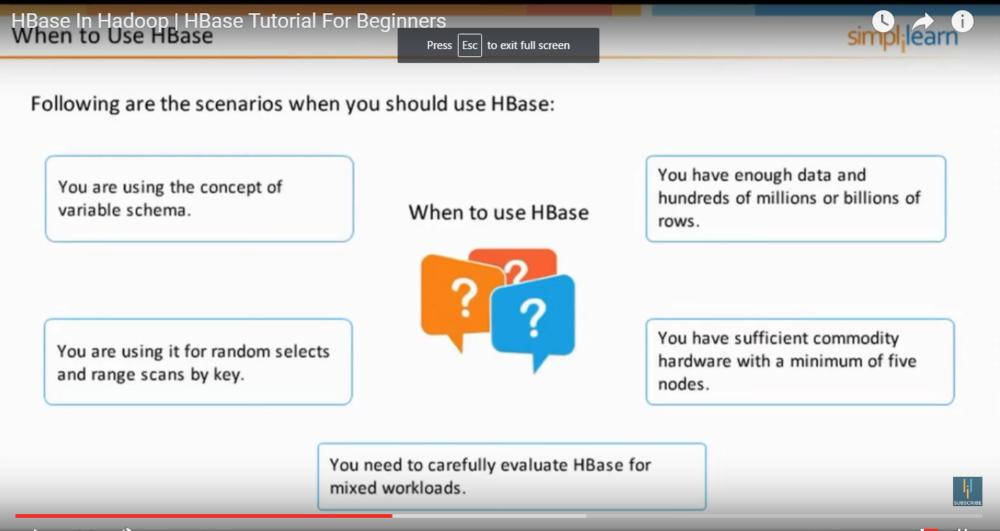 HBase In Hadoop | HBase Tutorial For Beginners
When to Use HBase
simplilearn
Press Esc to exit full screen
Following are the scenarios when you should use HBase:
You are using the concept of
variable schema.
When to use HBase
You have enough data and
hundreds of millions or billions of
rows.
? ? ?
You are using it for random selects
and range scans by key.
You have sufficient commodity
hardware with a minimum of five
nodes.
You need to carefully evaluate HBase for
mixed workloads.
SUBSCRIBE